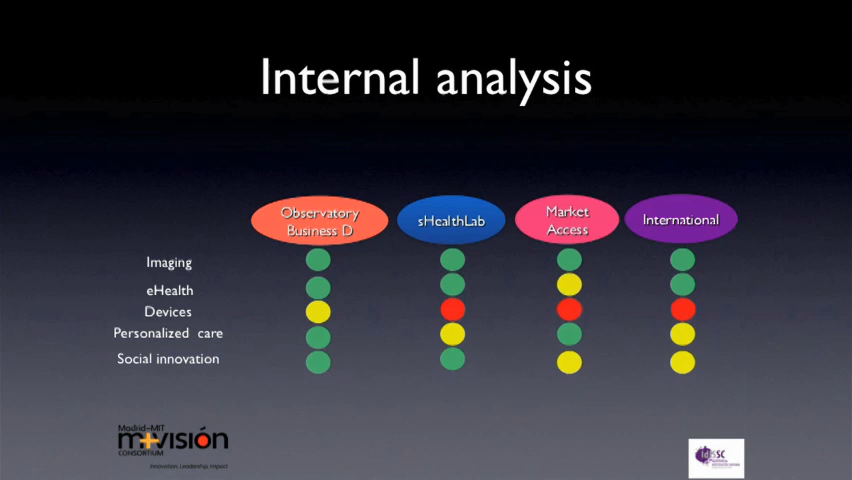 Internal analysis
Observatory
Business D
sHealthLab
Market
Access
International
Imaging
eHealth
Devices
Personalized care
Social innovation
Madrid-MIT
m+visión
CONSORTIUM
Innovation, Leadership, Impact
IdISSC